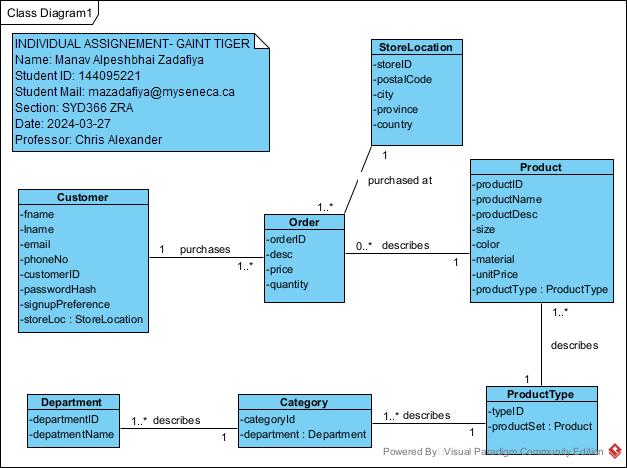 Class Diagram1
INDIVIDUAL ASSIGNEMENT- GAINT TIGER
Name: Manav Alpeshbhai Zadafiya
Student ID: 144095221
Student Mail: mazadafiya@myseneca.ca
Section: SYD366 ZRA
Date: 2024-03-27
Professor: Chris Alexander
StoreLocation
-storeID
-postalCode
-city
-province
-country
1
purchased at
1..*
Product
-productID
-productName
-productDesc
-size
-color
-material
-unitPrice
-productType : ProductType
Customer
-fname
-lname
-email
-phoneNo
-customerID
-passwordHash
-signupPreference
-storeLoc : StoreLocation
1 purchases
1..*
Order
-orderID
-desc
-price
-quantity
0..* describes
1
1..*
describes
1
Department
-departmentID
-depatmentName
1..* describes
1
Category
-categoryId
-department : Department
1..* describes
1
ProductType
-typeID
-productSet : Product
Powered By Visual Paradigm Community Edition